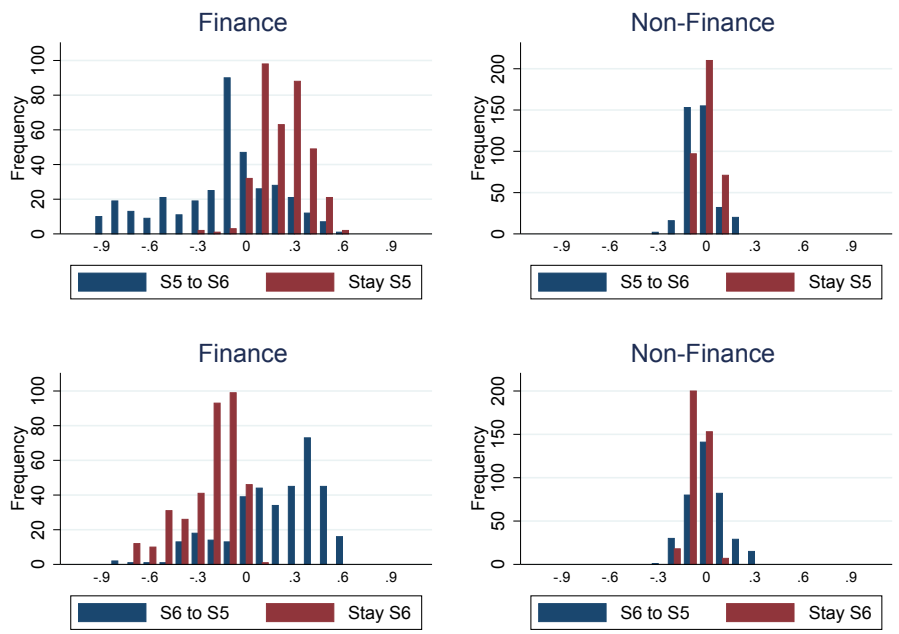 Finance
Non-Finance
Frequency
0 20 40 60 80 100
-.9 -.6 -.3 0 .3 .6 .9
S5 to S6 Stay S5
Frequency
0 50 100 150 200
-.9 -.6 -.3 0 .3 .6 .9
S5 to S6 Stay S5
Finance
Non-Finance
Frequency
0 20 40 60 80 100
-.9 -.6 -.3 0 .3 .6 .9
S6 to S5 Stay S6
Frequency
0 50 100 150 200
-.9 -.6 -.3 0 .3 .6 .9
S6 to S5 Stay S6